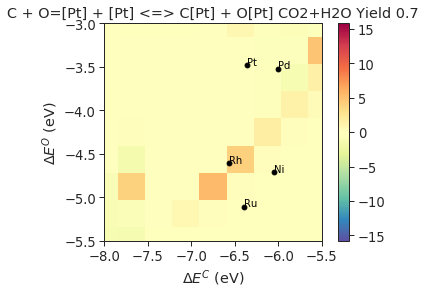 C + O=[Pt] + [Pt] <=> C[Pt] + O[Pt] CO2+H2O Yield 0.7
−3.0
−3.5
−4.0
−4.5
−5.0
−5.5
ΔE^O (eV)
Pt
Pd
Rh
Ni
Ru
−8.0 −7.5 −7.0 −6.5 −6.0 −5.5
ΔE^C (eV)
15
10
5
0
−5
−10
−15